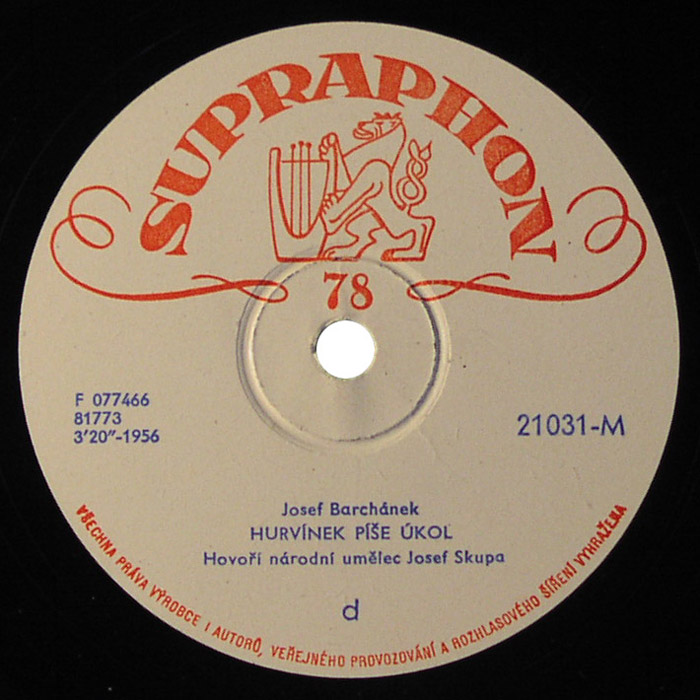 SUPRAPHON
78
F 077466
81773
3'20"-1956
21031-M
Josef Barchánek
HURVÍNEK PÍŠE ÚKOL
Hovoří národní umělec Josef Skupa
d
VŠECHNA PRÁVA VÝROBCE I AUTORŮ, VEŘEJNÉHO PROVOZOVÁNÍ A ROZHLASOVÉHO ŠÍŘENÍ VYHRAŽENA